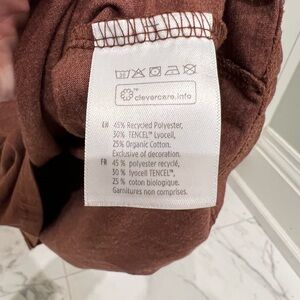 clevercare.info
EN 45% Recycled Polyester,
30% TENCEL™ Lyocell,
25% Organic Cotton.
Exclusive of decoration.
FR 45 % polyester recyclé,
30 % lyocell TENCEL™,
25 % coton biologique.
Garnitures non comprises.